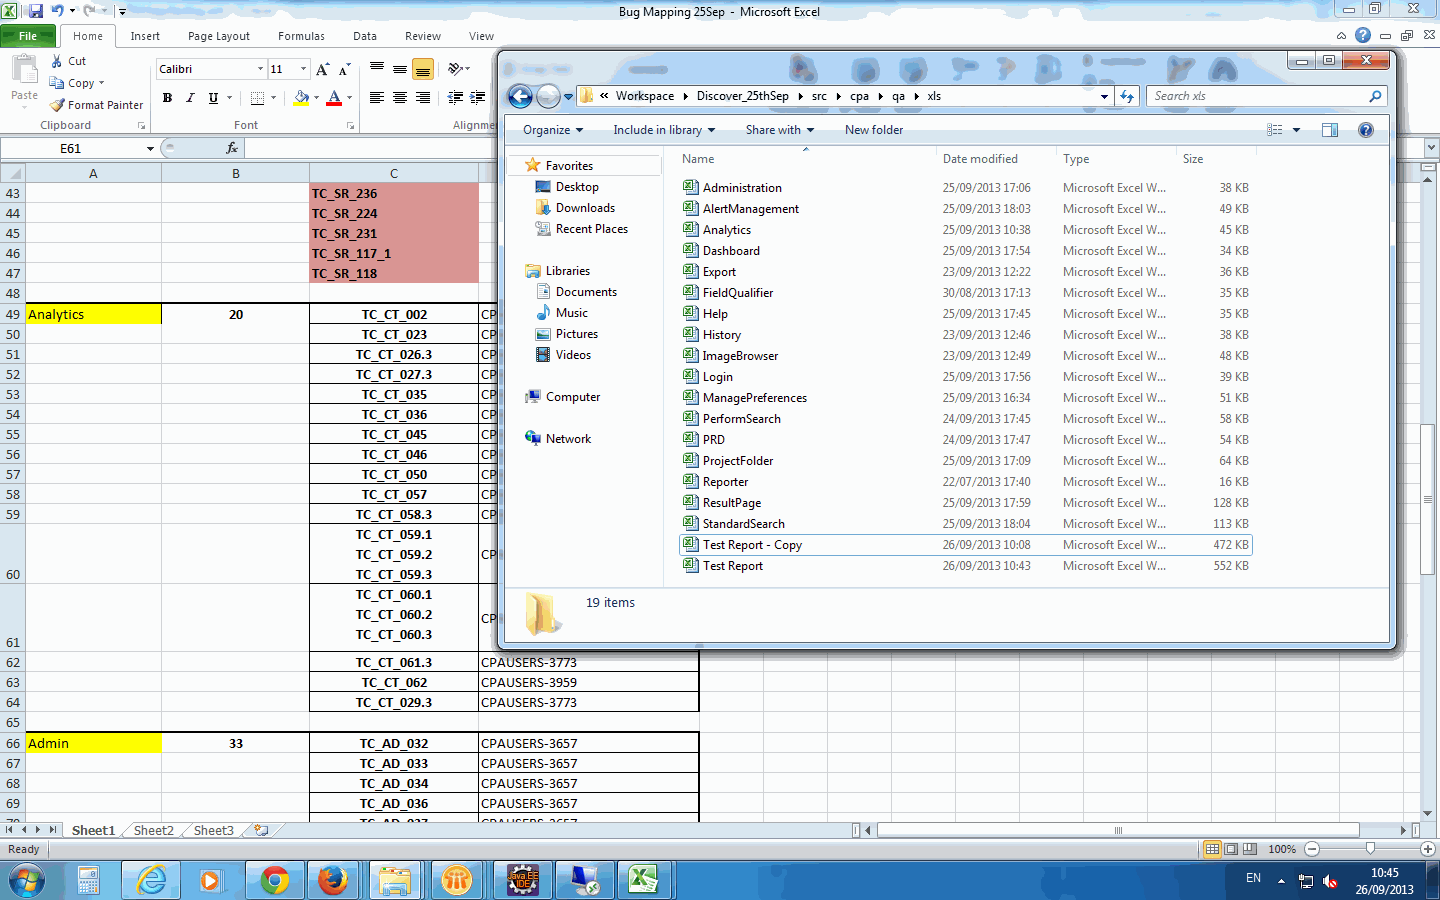 Bug Mapping 25Sep - Microsoft Excel
File Home Insert Page Layout Formulas Data Review View
Paste
Cut
Copy
Format Painter
Clipboard
Calibri 11
B I U
A
Font
Alignme
E61 fx
A B C
43 TC_SR_236
44 TC_SR_224
45 TC_SR_231
46 TC_SR_117_1
47 TC_SR_118
48
49 Analytics 20 TC_CT_002 CP
50 TC_CT_023 CP
51 TC_CT_026.3 CP
52 TC_CT_027.3 CP
53 TC_CT_035 CP
54 TC_CT_036 CP
55 TC_CT_045 CP
56 TC_CT_046 CP
57 TC_CT_050 CP
58 TC_CT_057 CP
59 TC_CT_058.3 CP
TC_CT_059.1
TC_CT_059.2 CP
60 TC_CT_059.3
TC_CT_060.1
TC_CT_060.2 CP
61 TC_CT_060.3
62 TC_CT_061.3 CPAUSERS-3773
63 TC_CT_062 CPAUSERS-3959
64 TC_CT_029.3 CPAUSERS-3773
65
66 Admin 33 TC_AD_032 CPAUSERS-3657
67 TC_AD_033 CPAUSERS-3657
68 TC_AD_034 CPAUSERS-3657
69 TC_AD_036 CPAUSERS-3657
70 TC_AD_037 CPAUSERS-3657
Sheet1 Sheet2 Sheet3
Ready 100%
« Workspace Discover_25thSep src cpa qa xls Search xls
Organize Include in library Share with New folder
Favorites
Desktop
Downloads
Recent Places
Libraries
Documents
Music
Pictures
Videos
Computer
Network
Name Date modified Type Size
Administration 25/09/2013 17:06 Microsoft Excel W... 38 KB
AlertManagement 25/09/2013 18:03 Microsoft Excel W... 49 KB
Analytics 25/09/2013 10:38 Microsoft Excel W... 45 KB
Dashboard 25/09/2013 17:54 Microsoft Excel W... 34 KB
Export 23/09/2013 12:22 Microsoft Excel W... 36 KB
FieldQualifier 30/08/2013 17:13 Microsoft Excel W... 35 KB
Help 25/09/2013 17:45 Microsoft Excel W... 35 KB
History 23/09/2013 12:46 Microsoft Excel W... 38 KB
ImageBrowser 23/09/2013 12:49 Microsoft Excel W... 48 KB
Login 25/09/2013 17:56 Microsoft Excel W... 39 KB
ManagePreferences 25/09/2013 16:34 Microsoft Excel W... 51 KB
PerformSearch 24/09/2013 17:45 Microsoft Excel W... 58 KB
PRD 24/09/2013 17:47 Microsoft Excel W... 54 KB
ProjectFolder 25/09/2013 17:09 Microsoft Excel W... 64 KB
Reporter 22/07/2013 17:40 Microsoft Excel W... 16 KB
ResultPage 25/09/2013 17:59 Microsoft Excel W... 128 KB
StandardSearch 25/09/2013 18:04 Microsoft Excel W... 113 KB
Test Report - Copy 26/09/2013 10:08 Microsoft Excel W... 472 KB
Test Report 26/09/2013 10:43 Microsoft Excel W... 552 KB
19 items
Java EE
IDE
EN
10:45
26/09/2013